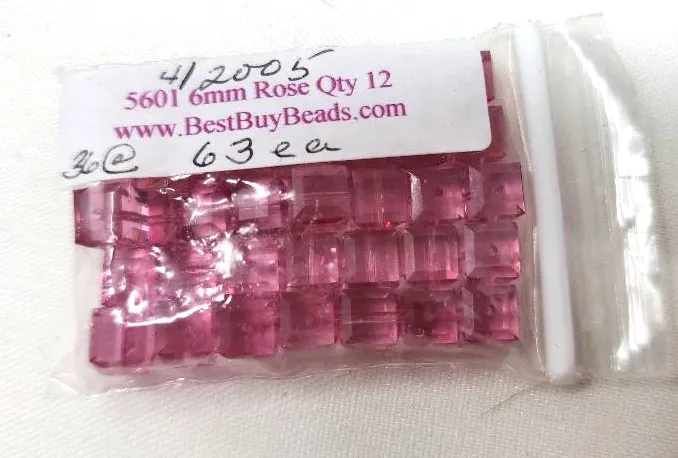 4/2005
5601 6mm Rose Qty 12
www.BestBuyBeads.com
36@ 63 ea